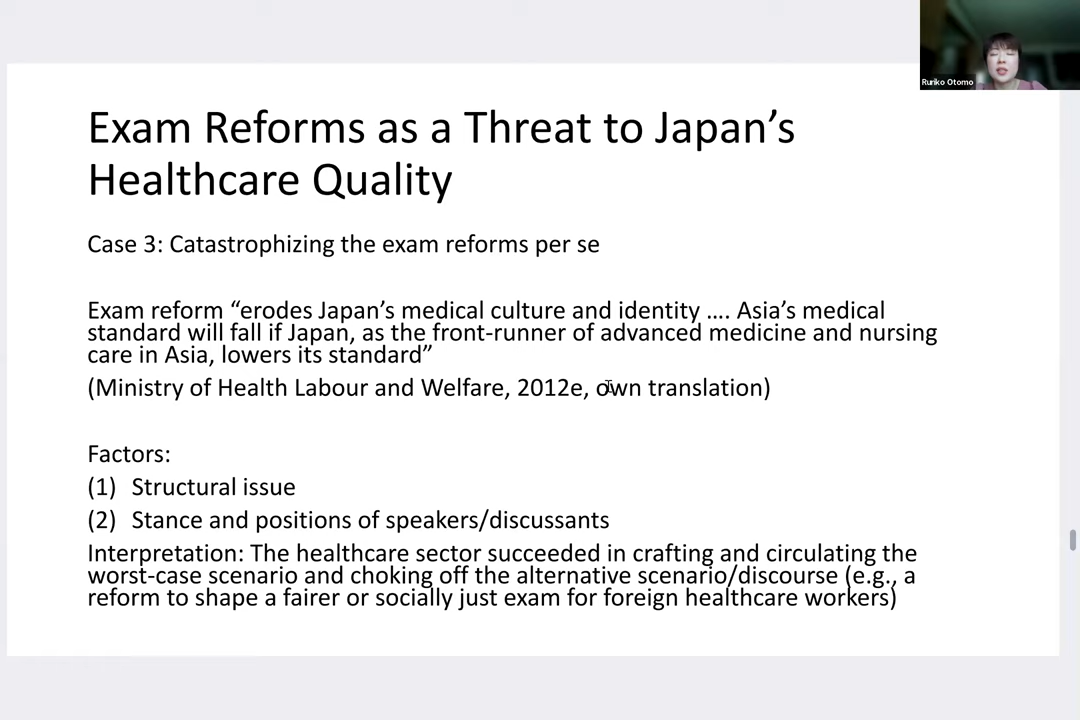 Ruriko Otomo
Exam Reforms as a Threat to Japan’s
Healthcare Quality
Case 3: Catastrophizing the exam reforms per se
Exam reform “erodes Japan’s medical culture and identity .... Asia’s medical
standard will fall if Japan, as the front-runner of advanced medicine and nursing
care in Asia, lowers its standard”
(Ministry of Health Labour and Welfare, 2012e, own translation)
Factors:
(1) Structural issue
(2) Stance and positions of speakers/discussants
Interpretation: The healthcare sector succeeded in crafting and circulating the
worst-case scenario and choking off the alternative scenario/discourse (e.g., a
reform to shape a fairer or socially just exam for foreign healthcare workers)